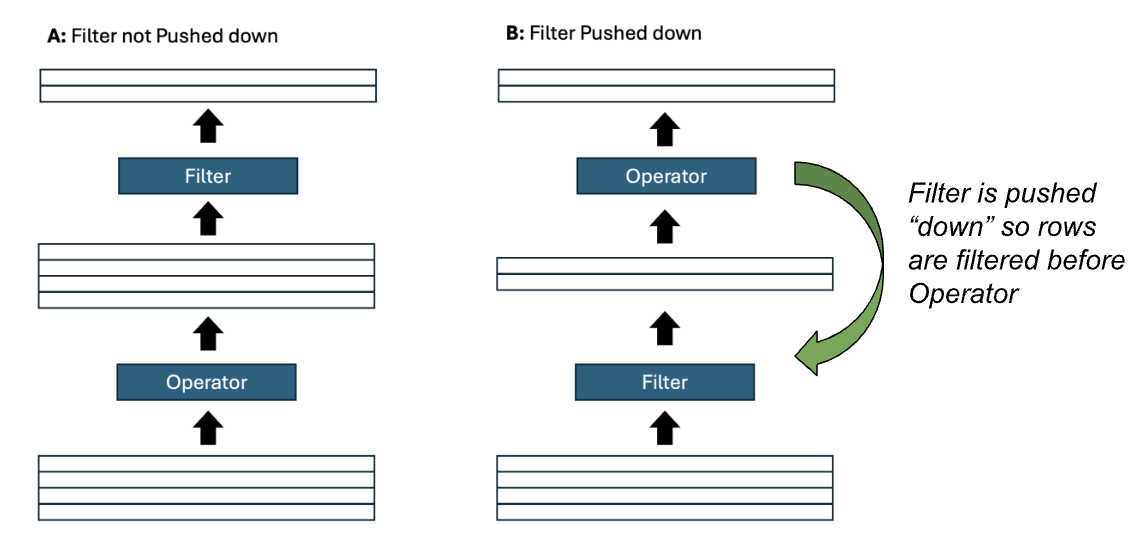 A: Filter not Pushed down
Filter
Operator
B: Filter Pushed down
Operator
Filter
Filter is pushed
“down” so rows
are filtered before
Operator